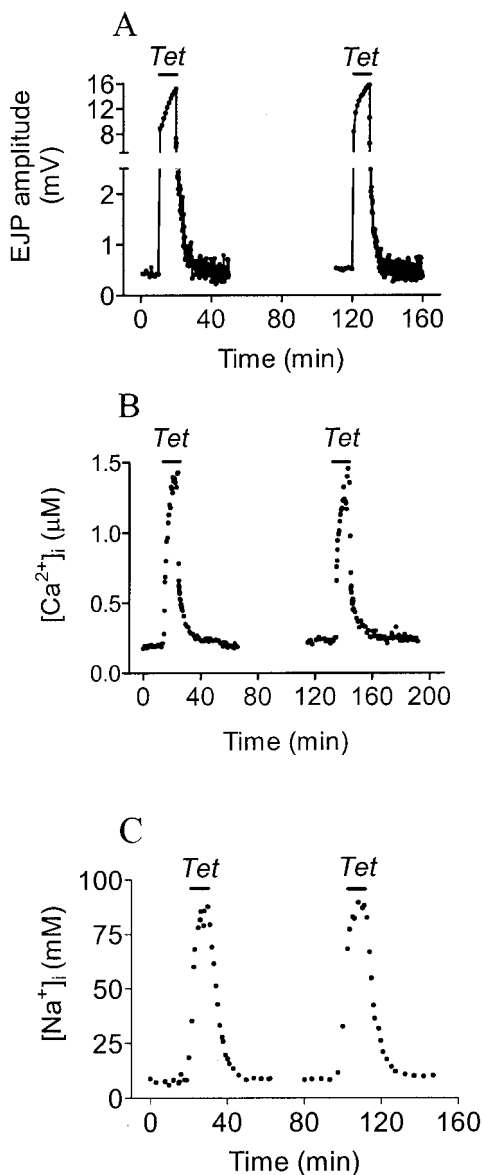 A
Tet
Tet
16
12
8
2
1
0
EJP amplitude
(mV)
0
40
80
120
160
Time (min)
B
Tet
Tet
1.5
1.0
0.5
0.0
[Ca²⁺]ᵢ (μM)
0
40
80
120
160
200
Time (min)
C
Tet
Tet
100
75
50
25
0
[Na⁺]ᵢ (mM)
0
40
80
120
160
Time (min)